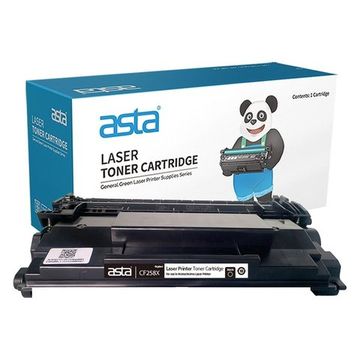 Contents: 1 Cartridge
asta
LASER
TONER CARTRIDGE
General Green Laser Printer Supplies Series
asta
CF258X
Laser Printer Toner Cartridge